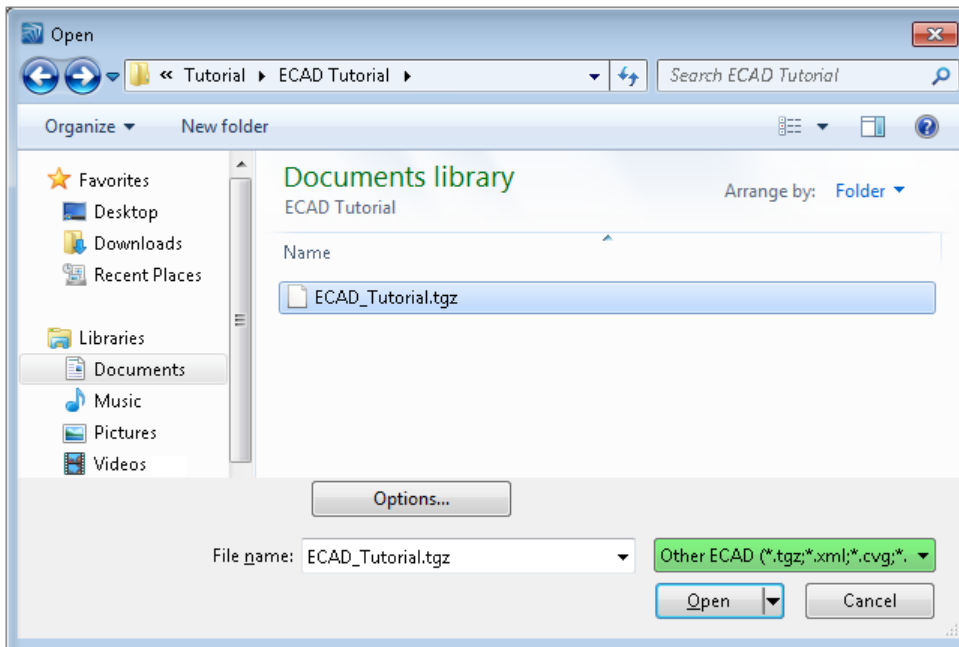 Open
« Tutorial ▸ ECAD Tutorial ▸
Search ECAD Tutorial
Organize
New folder
Favorites
Desktop
Downloads
Recent Places
Libraries
Documents
Music
Pictures
Videos
Documents library
ECAD Tutorial
Arrange by: Folder
Name
ECAD_Tutorial.tgz
Options...
File name: ECAD_Tutorial.tgz
Other ECAD (*.tgz;*.xml;*.cvg;*.
Open
Cancel